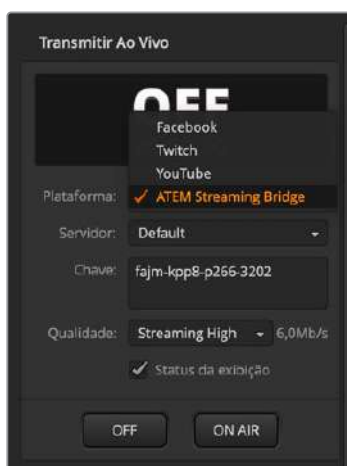 Transmitir Ao Vivo
OFF
Facebook
Twitch
YouTube
Plataforma: ✓ ATEM Streaming Bridge
Servidor: Default
Chave: fajm-kpp8-p266-3202
Qualidade: Streaming High 6,0Mb/s
✓ Status da exibição
OFF ON AIR